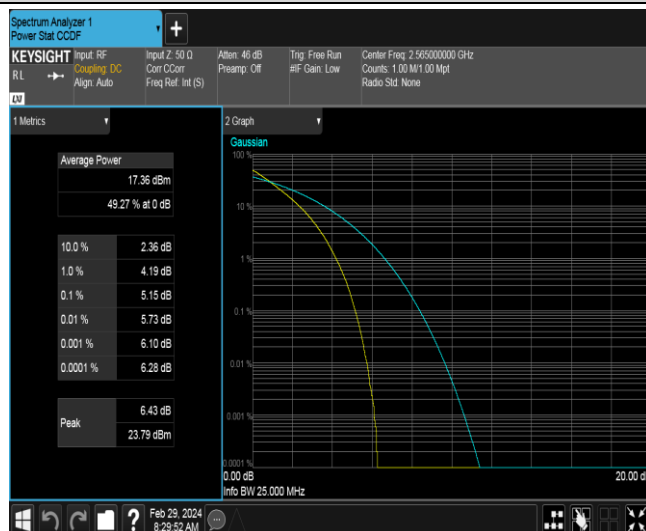 Spectrum Analyzer 1
Power Stat CCDF
KEYSIGHT
RL
LXI
Input: RF
Coupling: DC
Align: Auto
Input Z: 50 Ω
Corr CCorr
Freq Ref: Int (S)
Atten: 46 dB
Preamp: Off
Trig: Free Run
#IF Gain: Low
Center Freq: 2.565000000 GHz
Counts: 1.00 M/1.00 Mpt
Radio Std: None
1 Metrics
Average Power
17.36 dBm
49.27 % at 0 dB
10.0 % 2.36 dB
1.0 % 4.19 dB
0.1 % 5.15 dB
0.01 % 5.73 dB
0.001 % 6.10 dB
0.0001 % 6.28 dB
Peak
6.43 dB
23.79 dBm
2 Graph
Gaussian
100 %
10 %
1 %
0.1 %
0.01 %
0.001 %
0.0001 %
0.00 dB
20.00 d
Info BW 25.000 MHz
?
Feb 29, 2024
8:29:52 AM